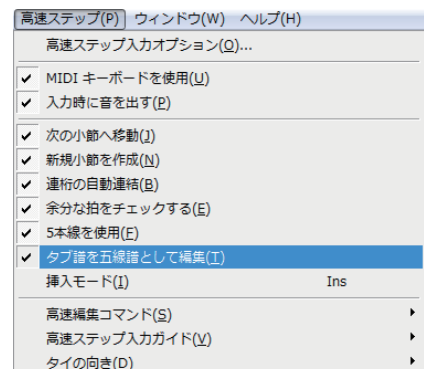 高速ステップ(P) ウィンドウ(W) ヘルプ(H)
高速ステップ入力オプション(O)...
MIDI キーボードを使用(U)
入力時に音を出す(P)
次の小節へ移動(J)
新規小節を作成(N)
連桁の自動連結(B)
余分な拍をチェックする(E)
5本線を使用(F)
タブ譜を五線譜として編集(T)
挿入モード(I) Ins
高速編集コマンド(S)
高速ステップ入力ガイド(V)
タイの向き(D)